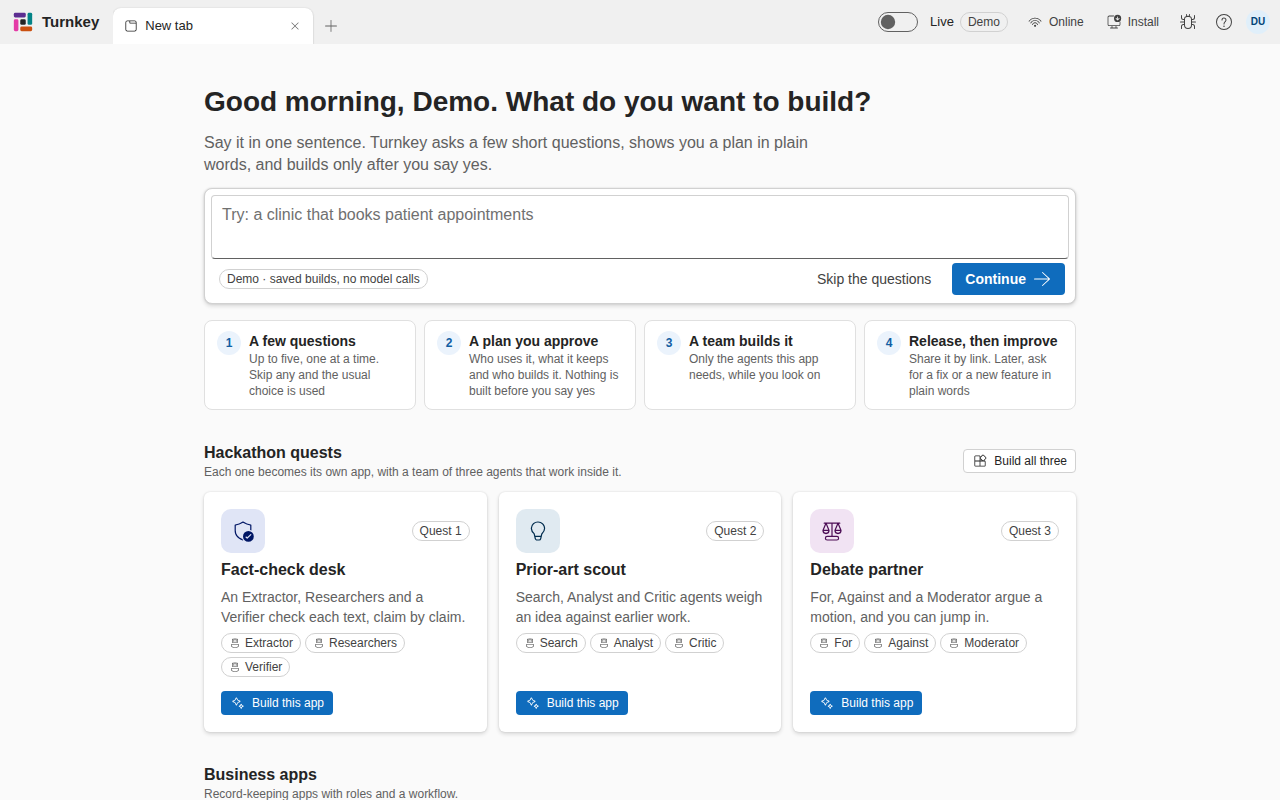 Turnkey
New tab
Live
Demo
Online
Install
DU
Good morning, Demo. What do you want to build?
Say it in one sentence. Turnkey asks a few short questions, shows you a plan in plain
words, and builds only after you say yes.
Try: a clinic that books patient appointments
Demo · saved builds, no model calls
Skip the questions
Continue
1
A few questions
Up to five, one at a time.
Skip any and the usual
choice is used
2
A plan you approve
Who uses it, what it keeps
and who builds it. Nothing is
built before you say yes
3
A team builds it
Only the agents this app
needs, while you look on
4
Release, then improve
Share it by link. Later, ask
for a fix or a new feature in
plain words
Hackathon quests
Each one becomes its own app, with a team of three agents that work inside it.
Build all three
Quest 1
Fact-check desk
An Extractor, Researchers and a
Verifier check each text, claim by claim.
Extractor
Researchers
Verifier
Build this app
Quest 2
Prior-art scout
Search, Analyst and Critic agents weigh
an idea against earlier work.
Search
Analyst
Critic
Build this app
Quest 3
Debate partner
For, Against and a Moderator argue a
motion, and you can jump in.
For
Against
Moderator
Build this app
Business apps
Record-keeping apps with roles and a workflow.